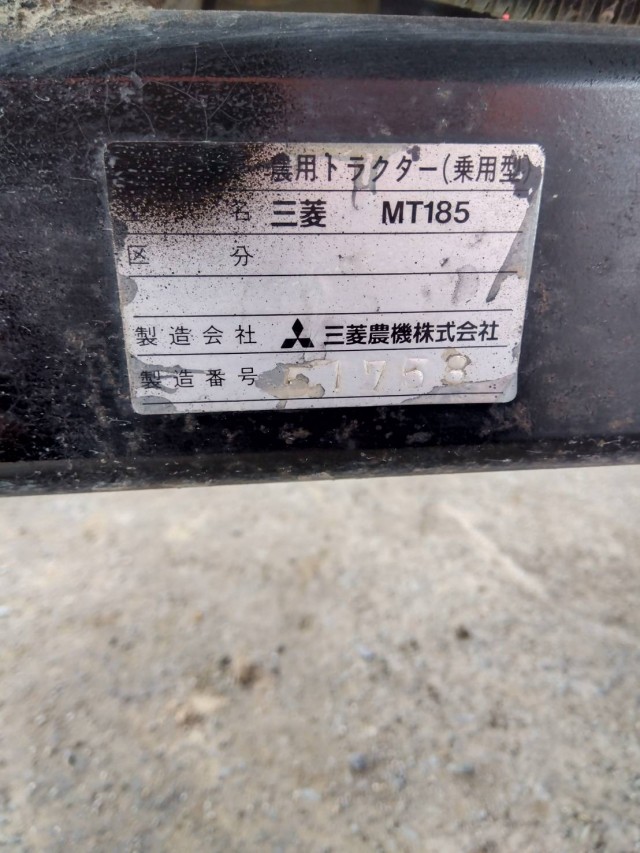 農用トラクター(乗用型)
名 三菱 MT185
区 分
製造会社 三菱農機株式会社
製造番号 1758